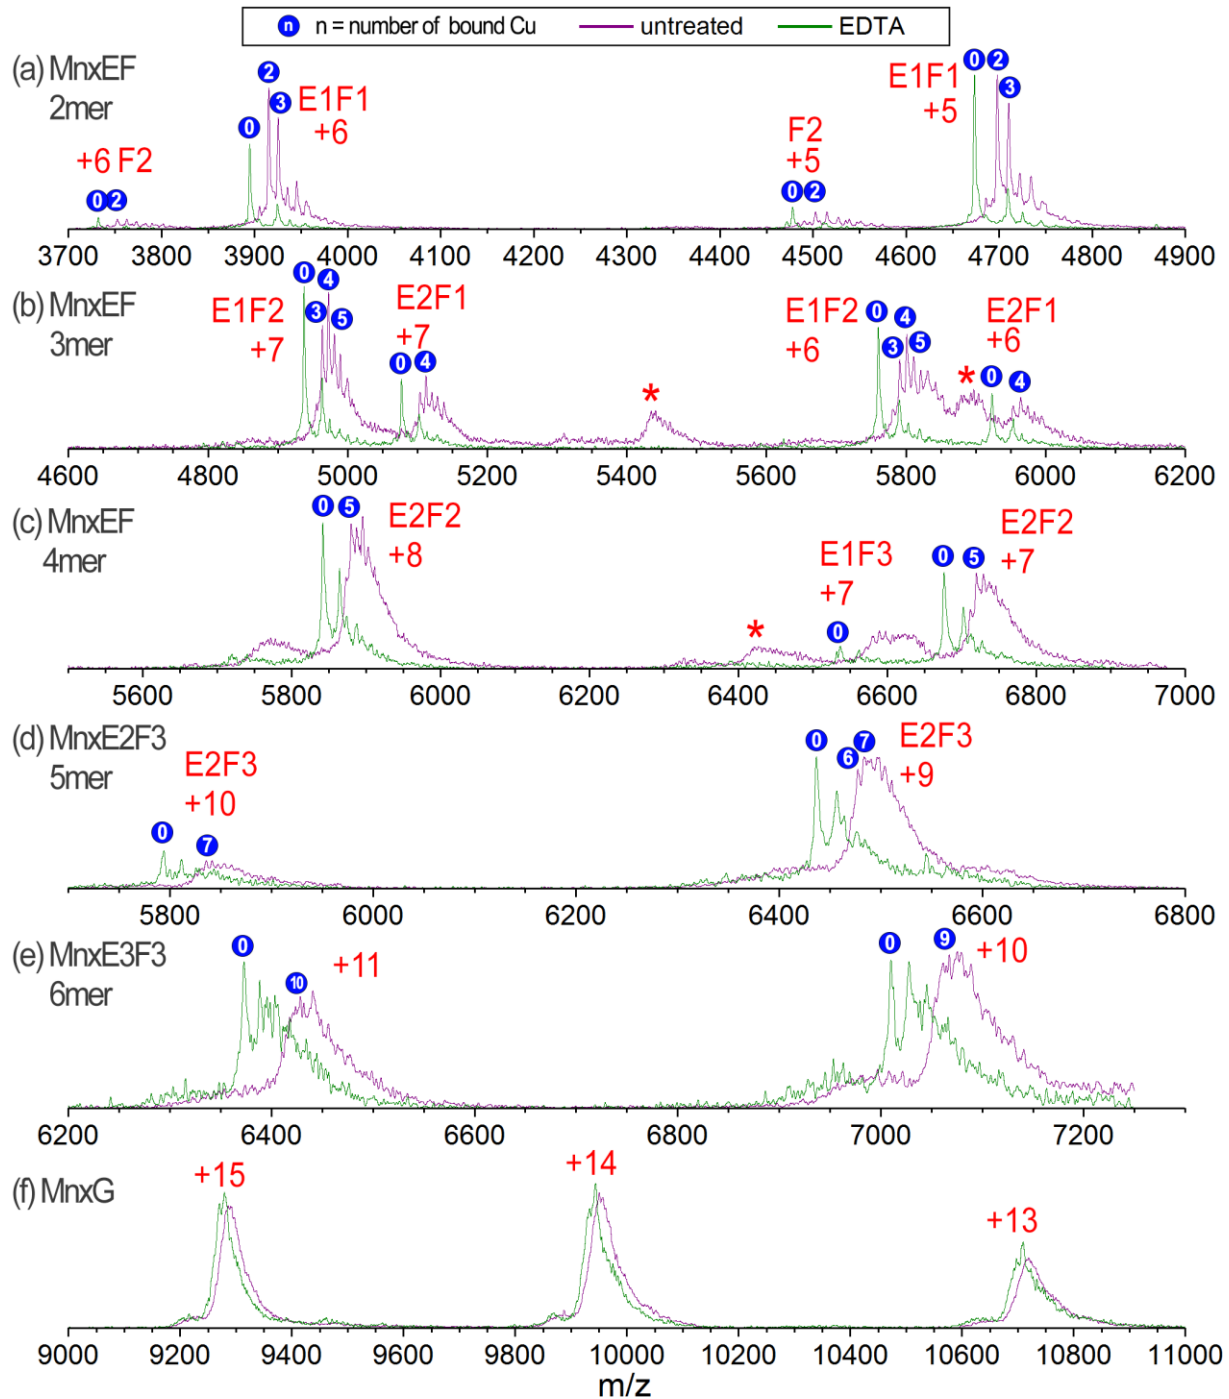 n n = number of bound Cu untreated EDTA
(a) MnxEF
2mer
+6 F2
0 2
0 2 3
E1F1
+6
F2
+5
0 2
E1F1
+5
0 2 3
3700 3800 3900 4000 4100 4200 4300 4400 4500 4600 4700 4800 4900
(b) MnxEF
3mer
E1F2
+7
0 3 4 5
E2F1
+7
0 4
*
E1F2
+6
0 3 4 5
*
E2F1
+6
0 4
4600 4800 5000 5200 5400 5600 5800 6000 6200
(c) MnxEF
4mer
0 5
E2F2
+8
*
E1F3
+7
0
0 5
E2F2
+7
5600 5800 6000 6200 6400 6600 6800 7000
(d) MnxE2F3
5mer
E2F3
+10
0 7
0 6 7
E2F3
+9
5800 6000 6200 6400 6600 6800
(e) MnxE3F3
6mer
0 10
+11
0 9
+10
6200 6400 6600 6800 7000 7200
(f) MnxG
+15
+14
+13
9000 9200 9400 9600 9800 10000 10200 10400 10600 10800 11000
m/z